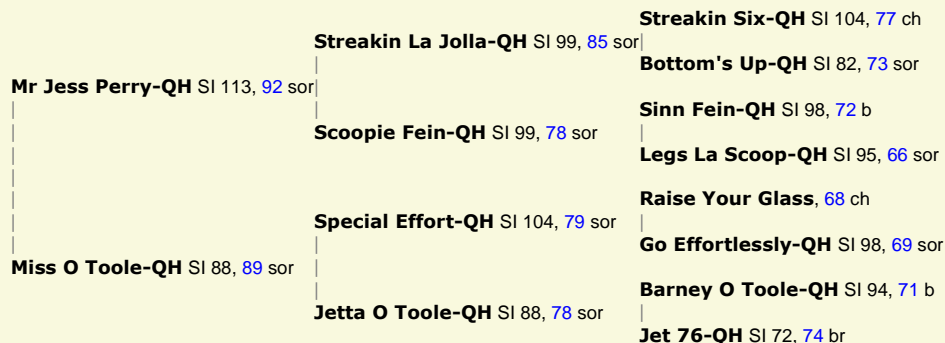 Streakin Six-QH SI 104, 77 ch
Streakin La Jolla-QH SI 99, 85 sor
Bottom's Up-QH SI 82, 73 sor
Mr Jess Perry-QH SI 113, 92 sor
Sinn Fein-QH SI 98, 72 b
Scoopie Fein-QH SI 99, 78 sor
Legs La Scoop-QH SI 95, 66 sor
Raise Your Glass, 68 ch
Special Effort-QH SI 104, 79 sor
Go Effortlessly-QH SI 98, 69 sor
Miss O Toole-QH SI 88, 89 sor
Barney O Toole-QH SI 94, 71 b
Jetta O Toole-QH SI 88, 78 sor
Jet 76-QH SI 72, 74 br